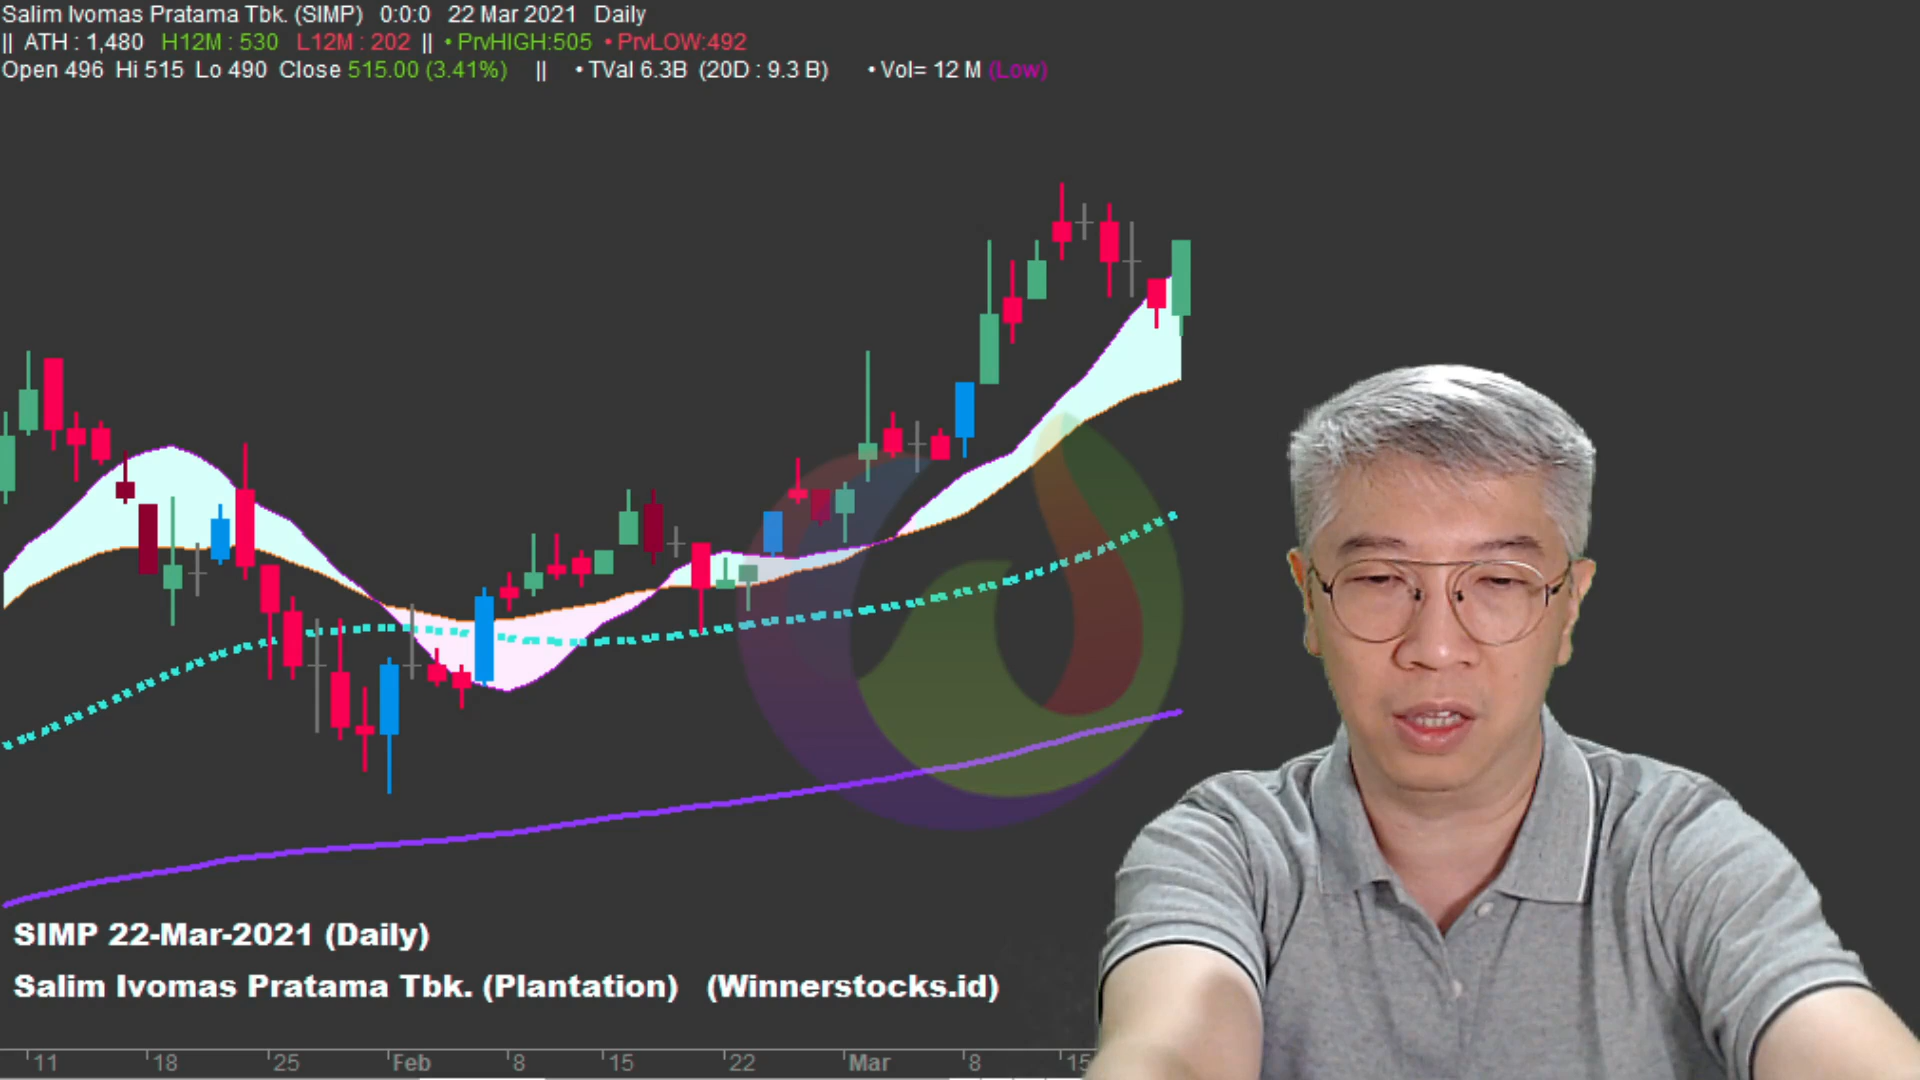 Salim Ivomas Pratama Tbk. (SIMP) 0:0:0 22 Mar 2021 Daily
|| ATH : 1,480 H12M : 530 L12M : 202 || • PrvHIGH:505 • PrvLOW:492
Open 496 Hi 515 Lo 490 Close 515.00 (3.41%) || • TVal 6.3B (20D : 9.3 B) • Vol= 12 M (Low)
SIMP 22-Mar-2021 (Daily)
Salim Ivomas Pratama Tbk. (Plantation) (Winnerstocks.id)
11 18 25 Feb 8 15 22 Mar 8 15